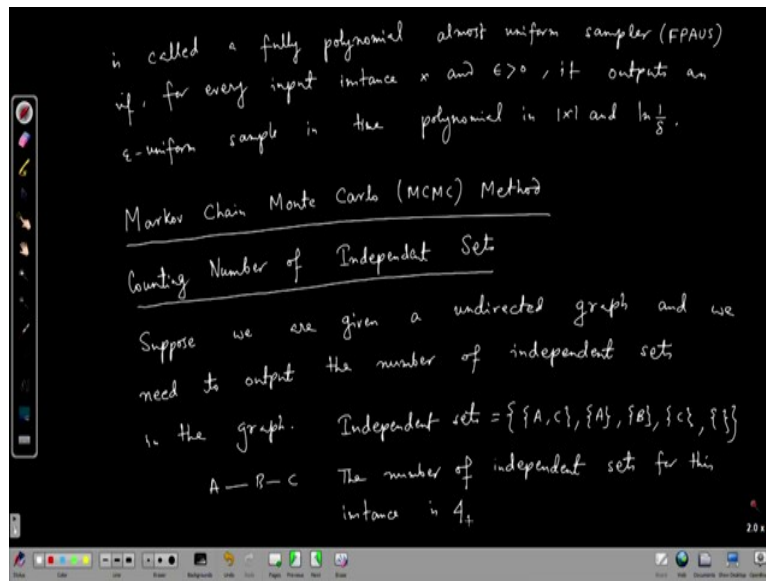 is called a fully polynomial almost uniform sampler (FPAUS)
if, for every input instance x and ε>0, it outputs an
ε-uniform sample in time polynomial in |x| and ln 1/δ.
Markov Chain Monte Carlo (MCMC) Method
Counting Number of Independent Sets
Suppose we are given a undirected graph and we
need to output the number of independent sets
in the graph. Independent sets = { {A,C}, {A}, {B}, {C}, { } }
A — B — C The number of independent sets for this
instance is 4
2.0 x